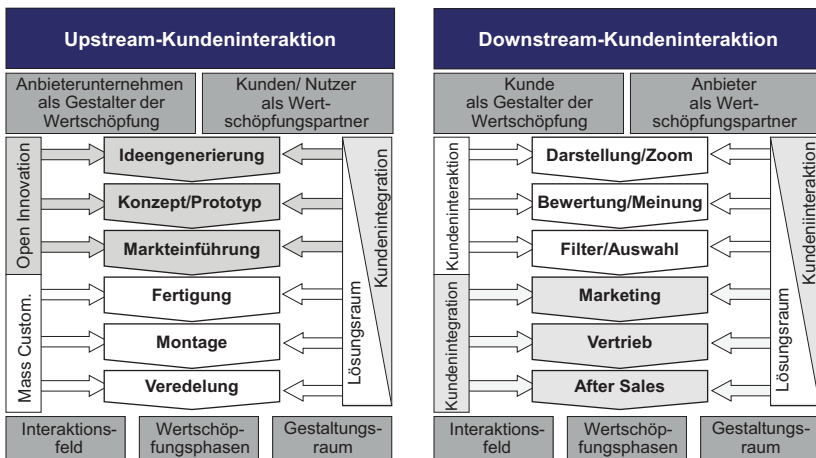 Upstream-Kundeninteraktion
Anbieterunternehmen
als Gestalter der
Wertschöpfung
Kunden/ Nutzer
als Wert-
schöpfungspartner
Open Innovation
Mass Custom.
Ideengenerierung
Konzept/Prototyp
Markteinführung
Fertigung
Montage
Veredelung
Kundenintegration
Lösungsraum
Interaktions-
feld
Wertschöp-
fungsphasen
Gestaltungs-
raum
Downstream-Kundeninteraktion
Kunde
als Gestalter der
Wertschöpfung
Anbieter
als Wert-
schöpfungspartner
Kundeninteraktion
Kundenintegration
Darstellung/Zoom
Bewertung/Meinung
Filter/Auswahl
Marketing
Vertrieb
After Sales
Kundeniinteraktion
Lösungsraum
Interaktions-
feld
Wertschöp-
fungsphasen
Gestaltungs-
raum